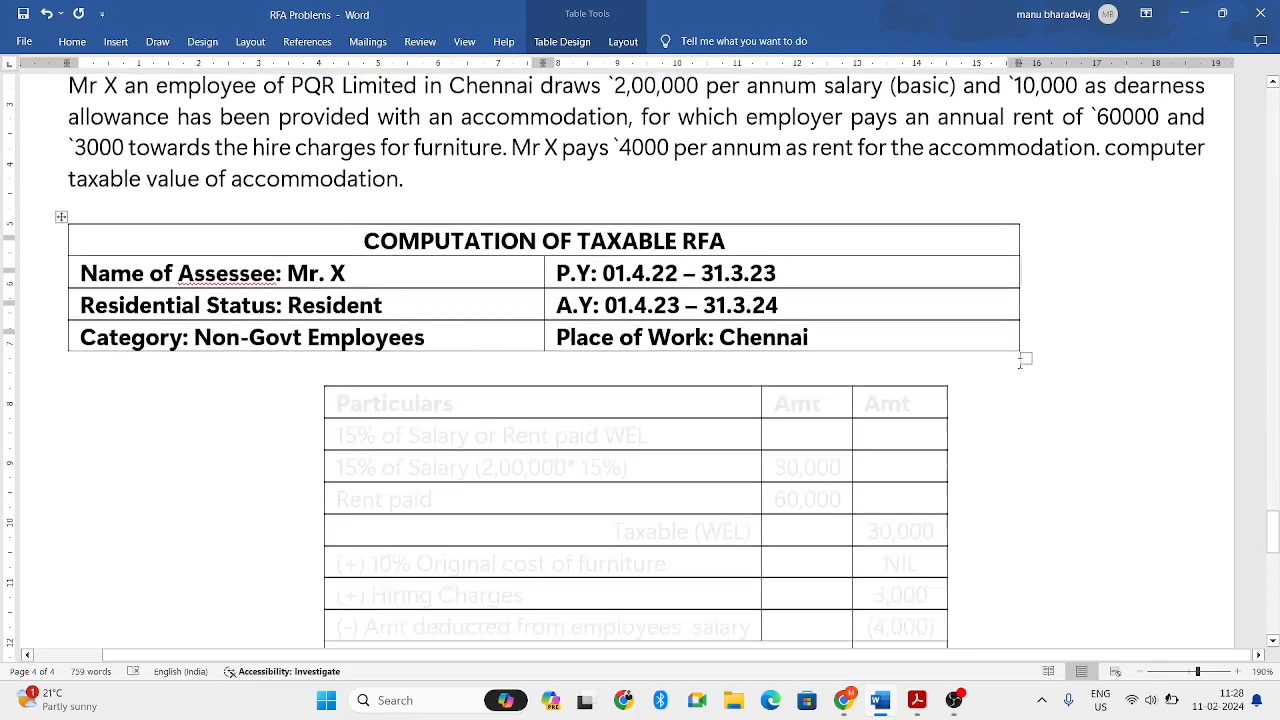 RFA Problems - Word
Table Tools
manu bharadwaj MB
File Home Insert Draw Design Layout References Mailings Review View Help Table Design Layout Tell me what you want to do
Mr X an employee of PQR Limited in Chennai draws `2,00,000 per annum salary (basic) and `10,000 as dearness
allowance has been provided with an accommodation, for which employer pays an annual rent of `60000 and
`3000 towards the hire charges for furniture. Mr X pays `4000 per annum as rent for the accommodation. computer
taxable value of accommodation.
COMPUTATION OF TAXABLE RFA
Name of Assessee: Mr. X P.Y: 01.4.22 – 31.3.23
Residential Status: Resident A.Y: 01.4.23 – 31.3.24
Category: Non-Govt Employees Place of Work: Chennai
Particulars Amt Amt
15% of Salary or Rent paid WEL
15% of Salary (2,00,000* 15%) 30,000
Rent paid 60,000
Taxable (WEL) 30,000
(+) 10% Original cost of furniture NIL
(+) Hiring Charges 3,000
(-) Amt deducted from employees' salary (4,000)
Page 4 of 4 759 words English (India) Accessibility: Investigate 190%
21°C
Partly sunny
Search
ENG
US
11:28
11-02-2024